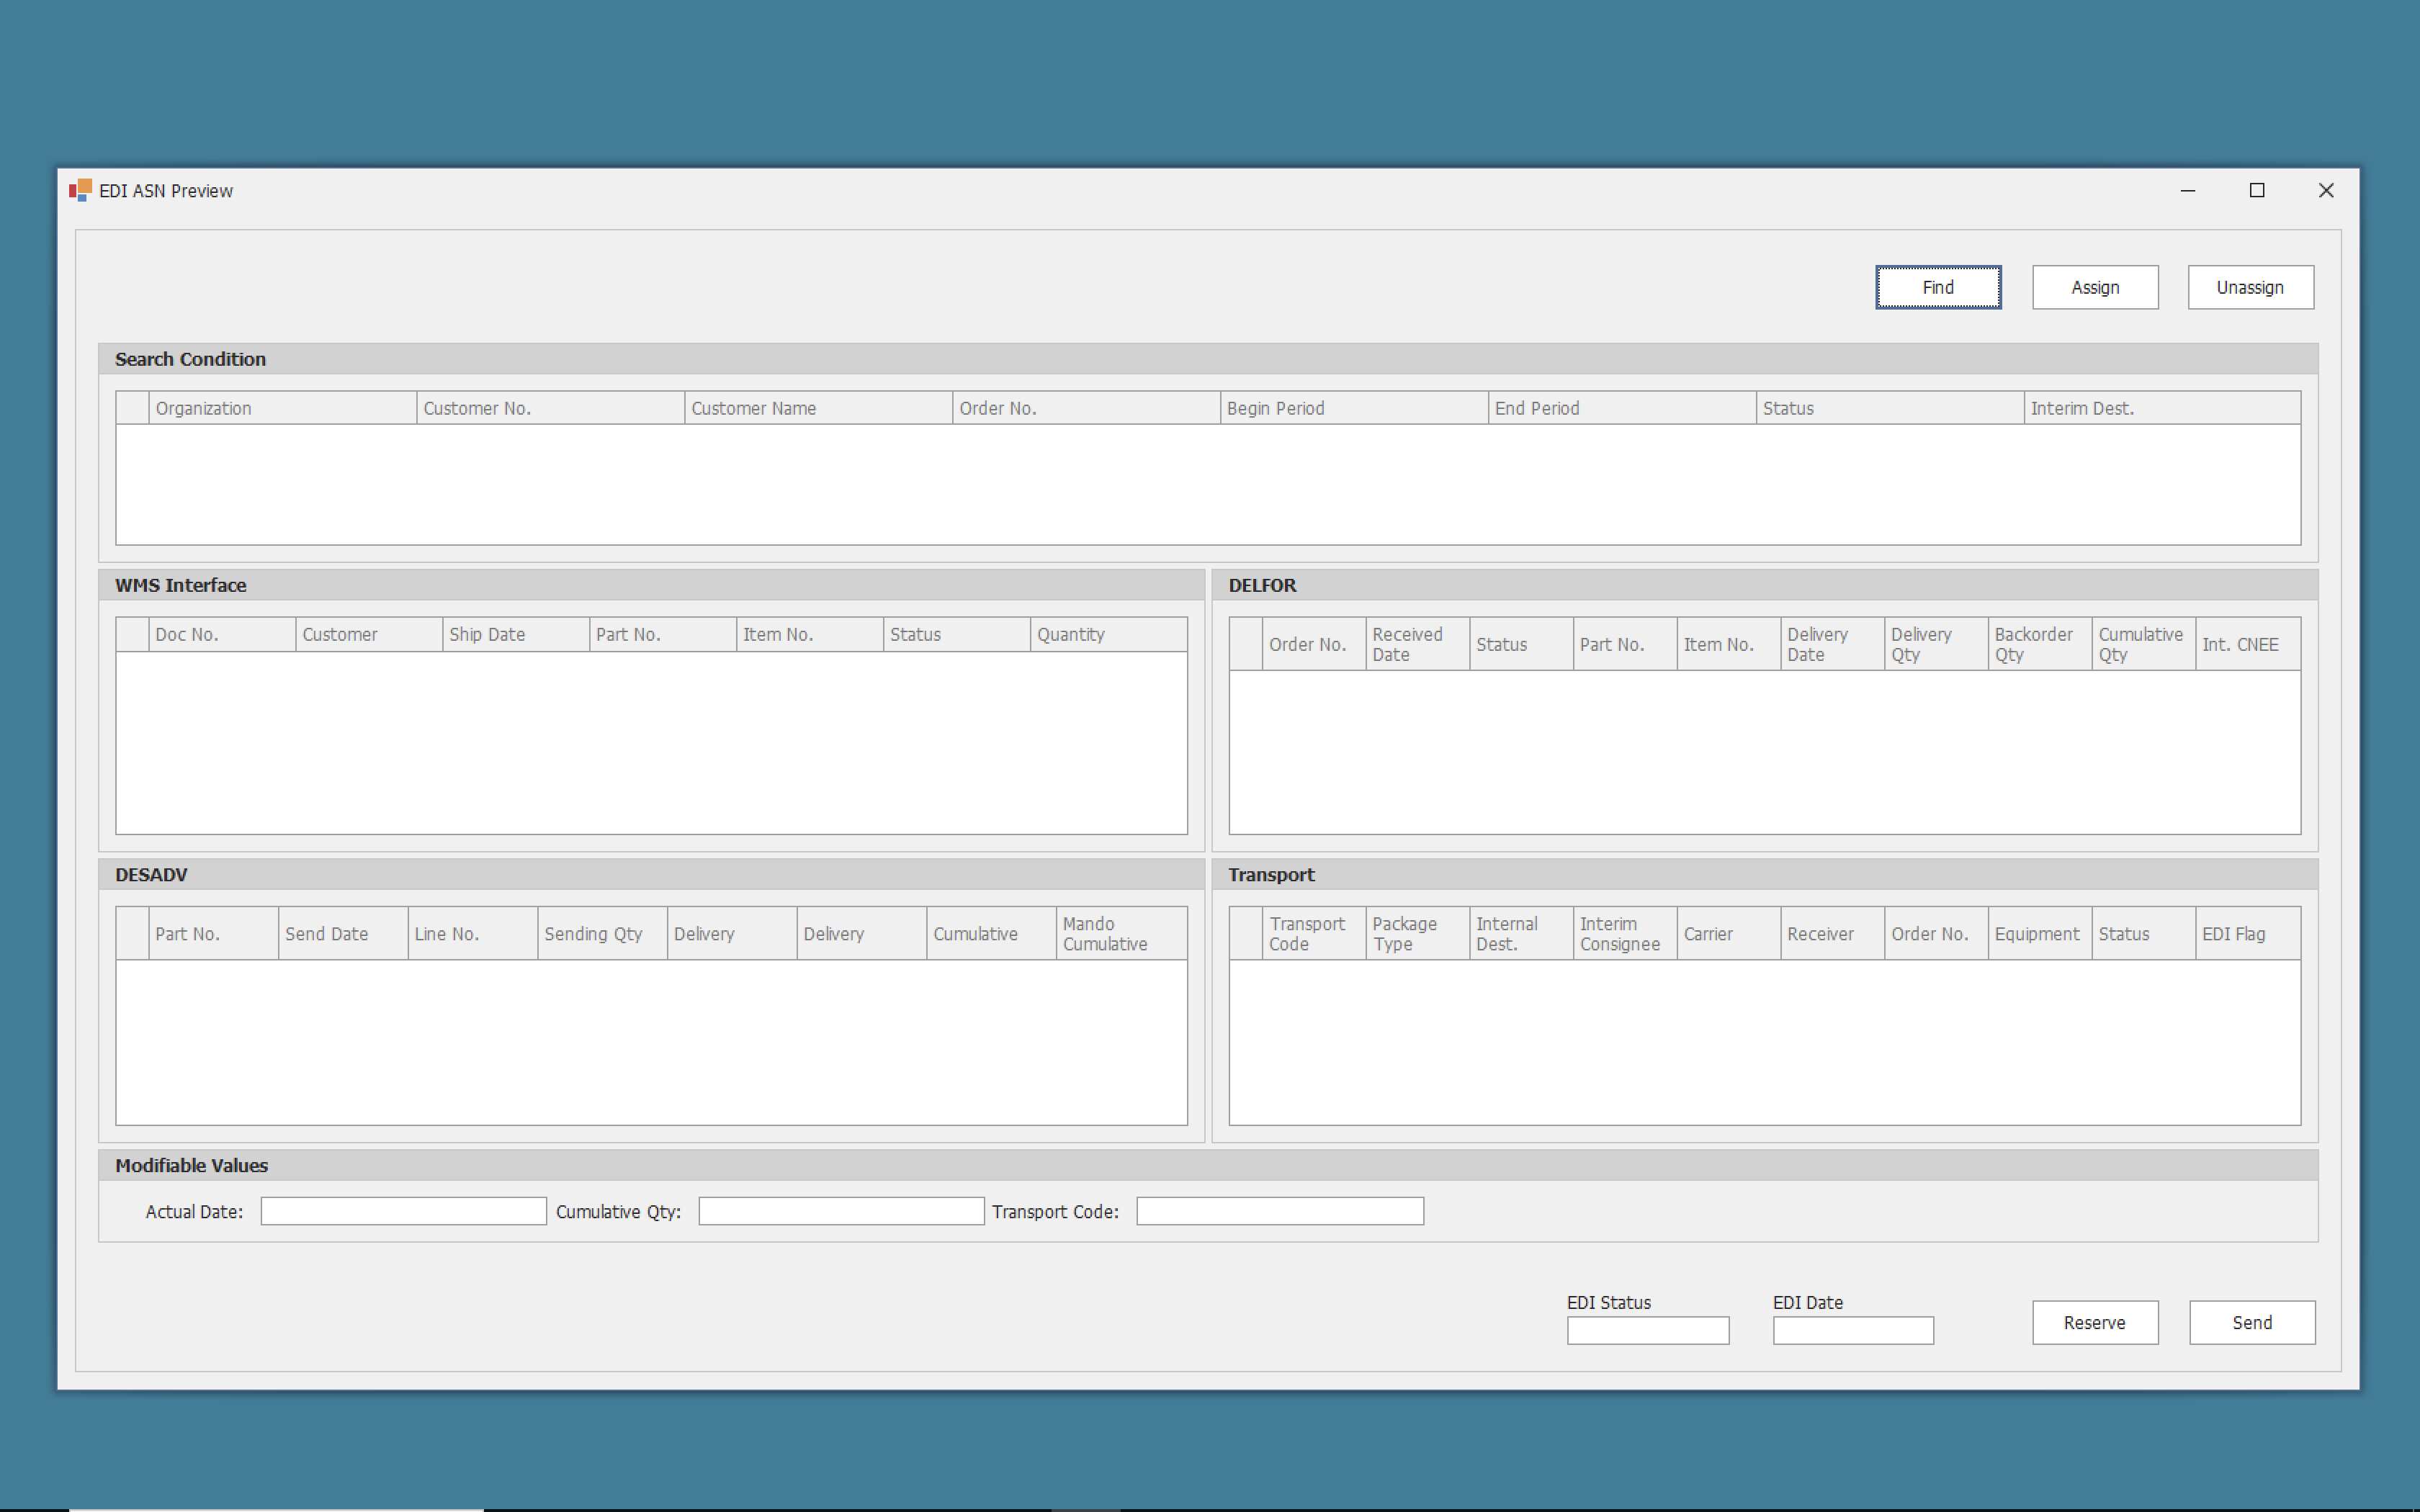 EDI ASN Preview
Find Assign Unassign
Search Condition
Organization Customer No. Customer Name Order No. Begin Period End Period Status Interim Dest.
WMS Interface
Doc No. Customer Ship Date Part No. Item No. Status Quantity
DELFOR
Order No. Received Date Status Part No. Item No. Delivery Date Delivery Qty Backorder Qty Cumulative Qty Int. CNEE
DESADV
Part No. Send Date Line No. Sending Qty Delivery Delivery Cumulative Mando Cumulative
Transport
Transport Code Package Type Internal Dest. Interim Consignee Carrier Receiver Order No. Equipment Status EDI Flag
Modifiable Values
Actual Date: Cumulative Qty: Transport Code:
EDI Status EDI Date
Reserve Send